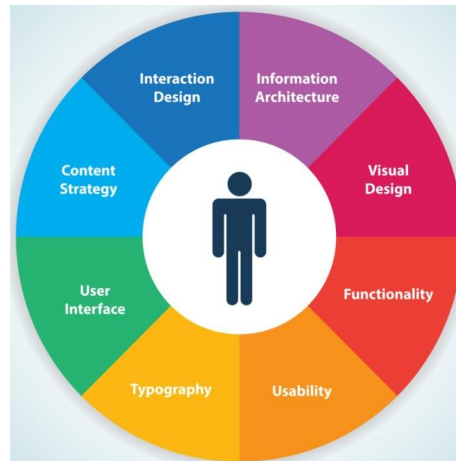 Interaction
Design
Information
Architecture
Visual
Design
Functionality
Usability
Typography
User
Interface
Content
Strategy